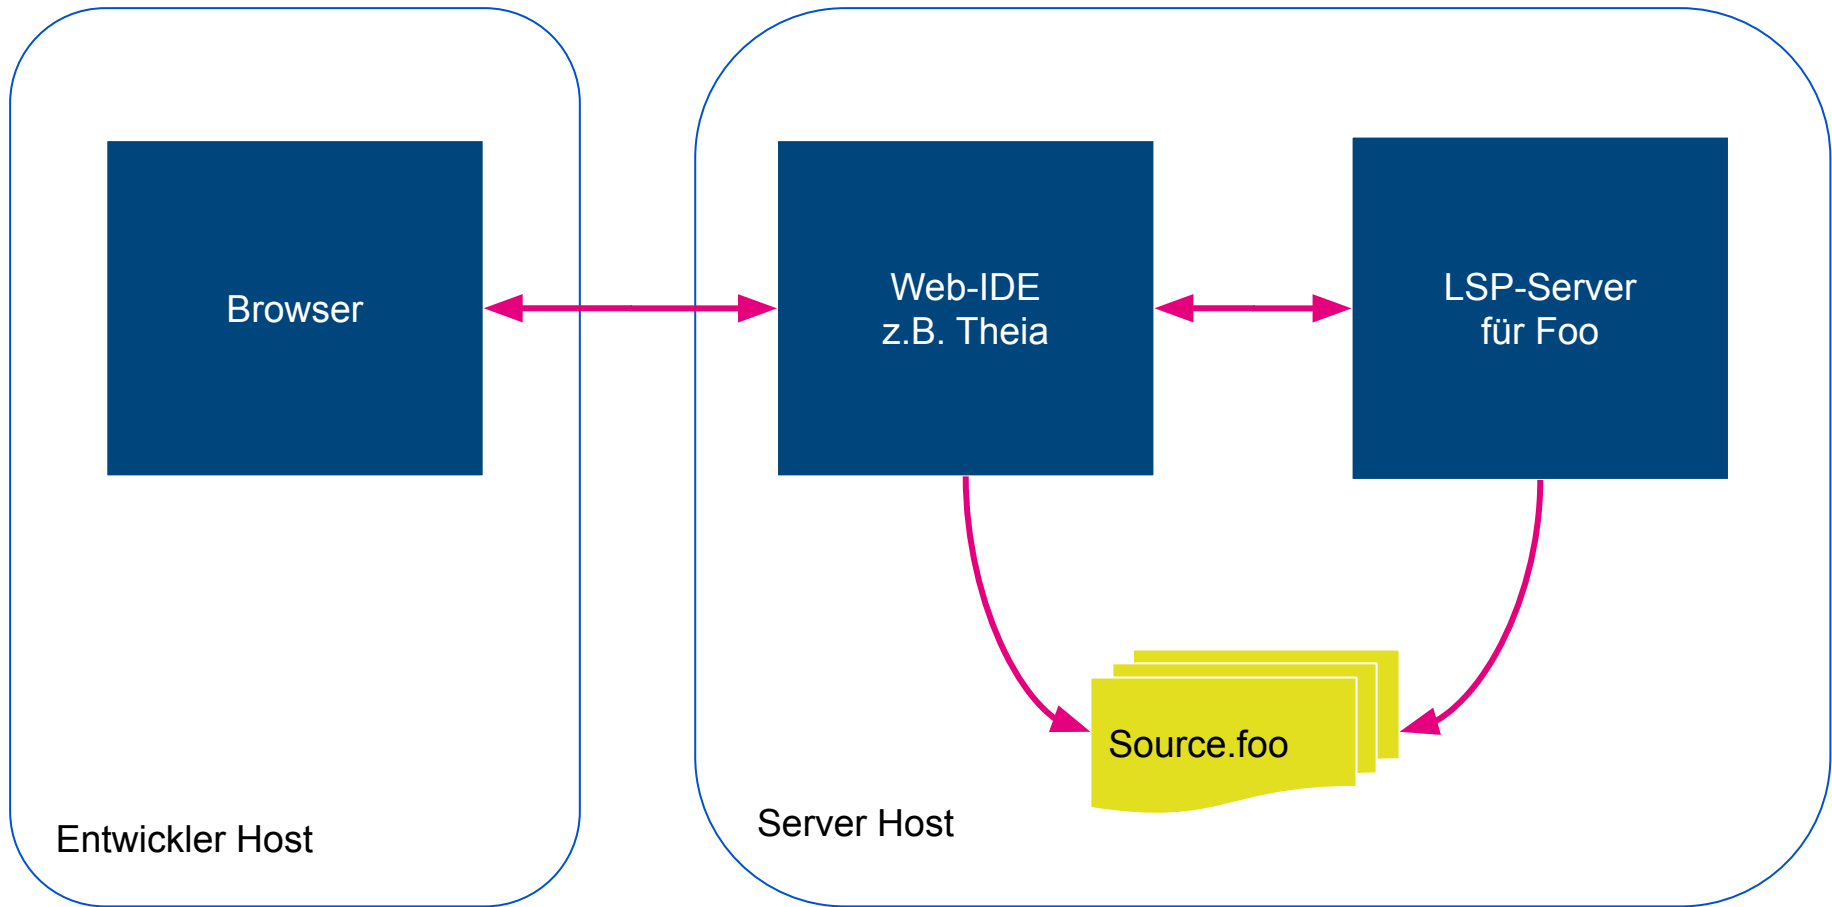 Browser
Web-IDE
z.B. Theia
LSP-Server
für Foo
Source.foo
Entwickler Host
Server Host